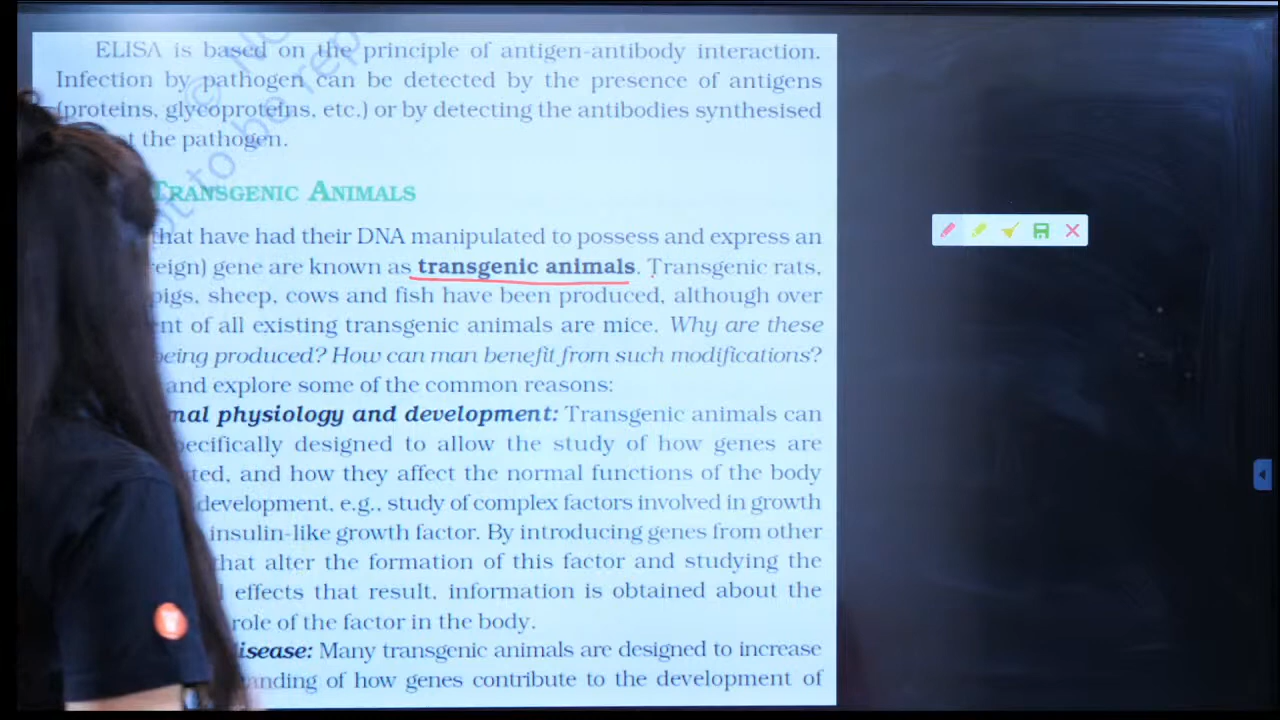 ELISA is based on the principle of antigen-antibody interaction.
Infection by pathogen can be detected by the presence of antigens
(proteins, glycoproteins, etc.) or by detecting the antibodies synthesised
the pathogen.
TRANSGENIC ANIMALS
that have had their DNA manipulated to possess and express an
gene are known as transgenic animals. Transgenic rats,
pigs, sheep, cows and fish have been produced, although over
of all existing transgenic animals are mice. Why are these
being produced? How can man benefit from such modifications?
and explore some of the common reasons:
physiology and development: Transgenic animals can
specifically designed to allow the study of how genes are
and how they affect the normal functions of the body
development, e.g., study of complex factors involved in growth
insulin-like growth factor. By introducing genes from other
that alter the formation of this factor and studying the
effects that result, information is obtained about the
role of the factor in the body.
disease: Many transgenic animals are designed to increase
of how genes contribute to the development of